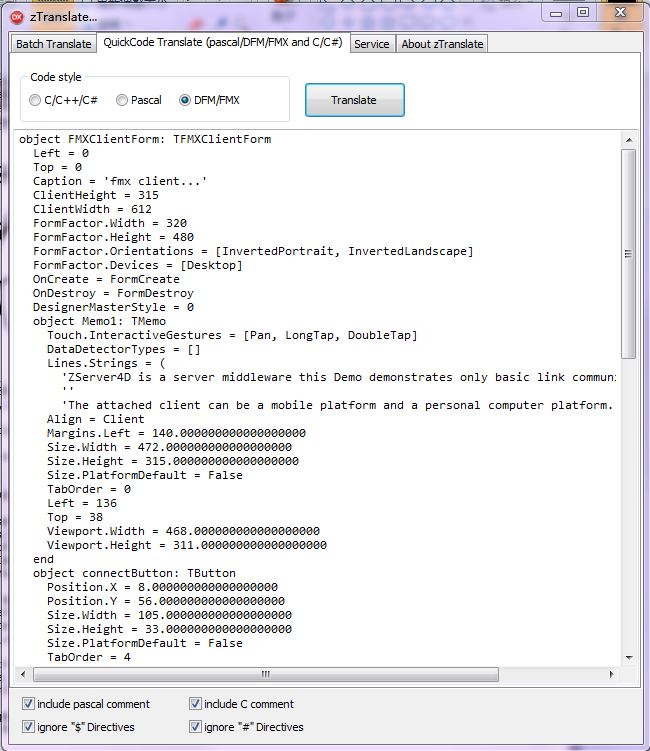 zTranslate...
Batch Translate QuickCode Translate (pascal/DFM/FMX and C/C#) Service About zTranslate
Code style
C/C++/C# Pascal DFM/FMX Translate
object FMXClientForm: TFMXClientForm
Left = 0
Top = 0
Caption = 'fmx client...'
ClientHeight = 315
ClientWidth = 612
FormFactor.Width = 320
FormFactor.Height = 480
FormFactor.Orientations = [InvertedPortrait, InvertedLandscape]
FormFactor.Devices = [Desktop]
OnCreate = FormCreate
OnDestroy = FormDestroy
DesignerMasterStyle = 0
object Memo1: TMemo
Touch.InteractiveGestures = [Pan, LongTap, DoubleTap]
DataDetectorTypes = []
Lines.Strings = (
'ZServer4D is a server middleware this Demo demonstrates only basic link commun
''
'The attached client can be a mobile platform and a personal computer platform.
Align = Client
Margins.Left = 140.000000000000000000
Size.Width = 472.000000000000000000
Size.Height = 315.000000000000000000
Size.PlatformDefault = False
TabOrder = 0
Left = 136
Top = 38
Viewport.Width = 468.000000000000000000
Viewport.Height = 311.000000000000000000
end
object connectButton: TButton
Position.X = 8.000000000000000000
Position.Y = 56.000000000000000000
Size.Width = 105.000000000000000000
Size.Height = 33.000000000000000000
Size.PlatformDefault = False
TabOrder = 4
include pascal comment include C comment
ignore "$" Directives ignore "#" Directives